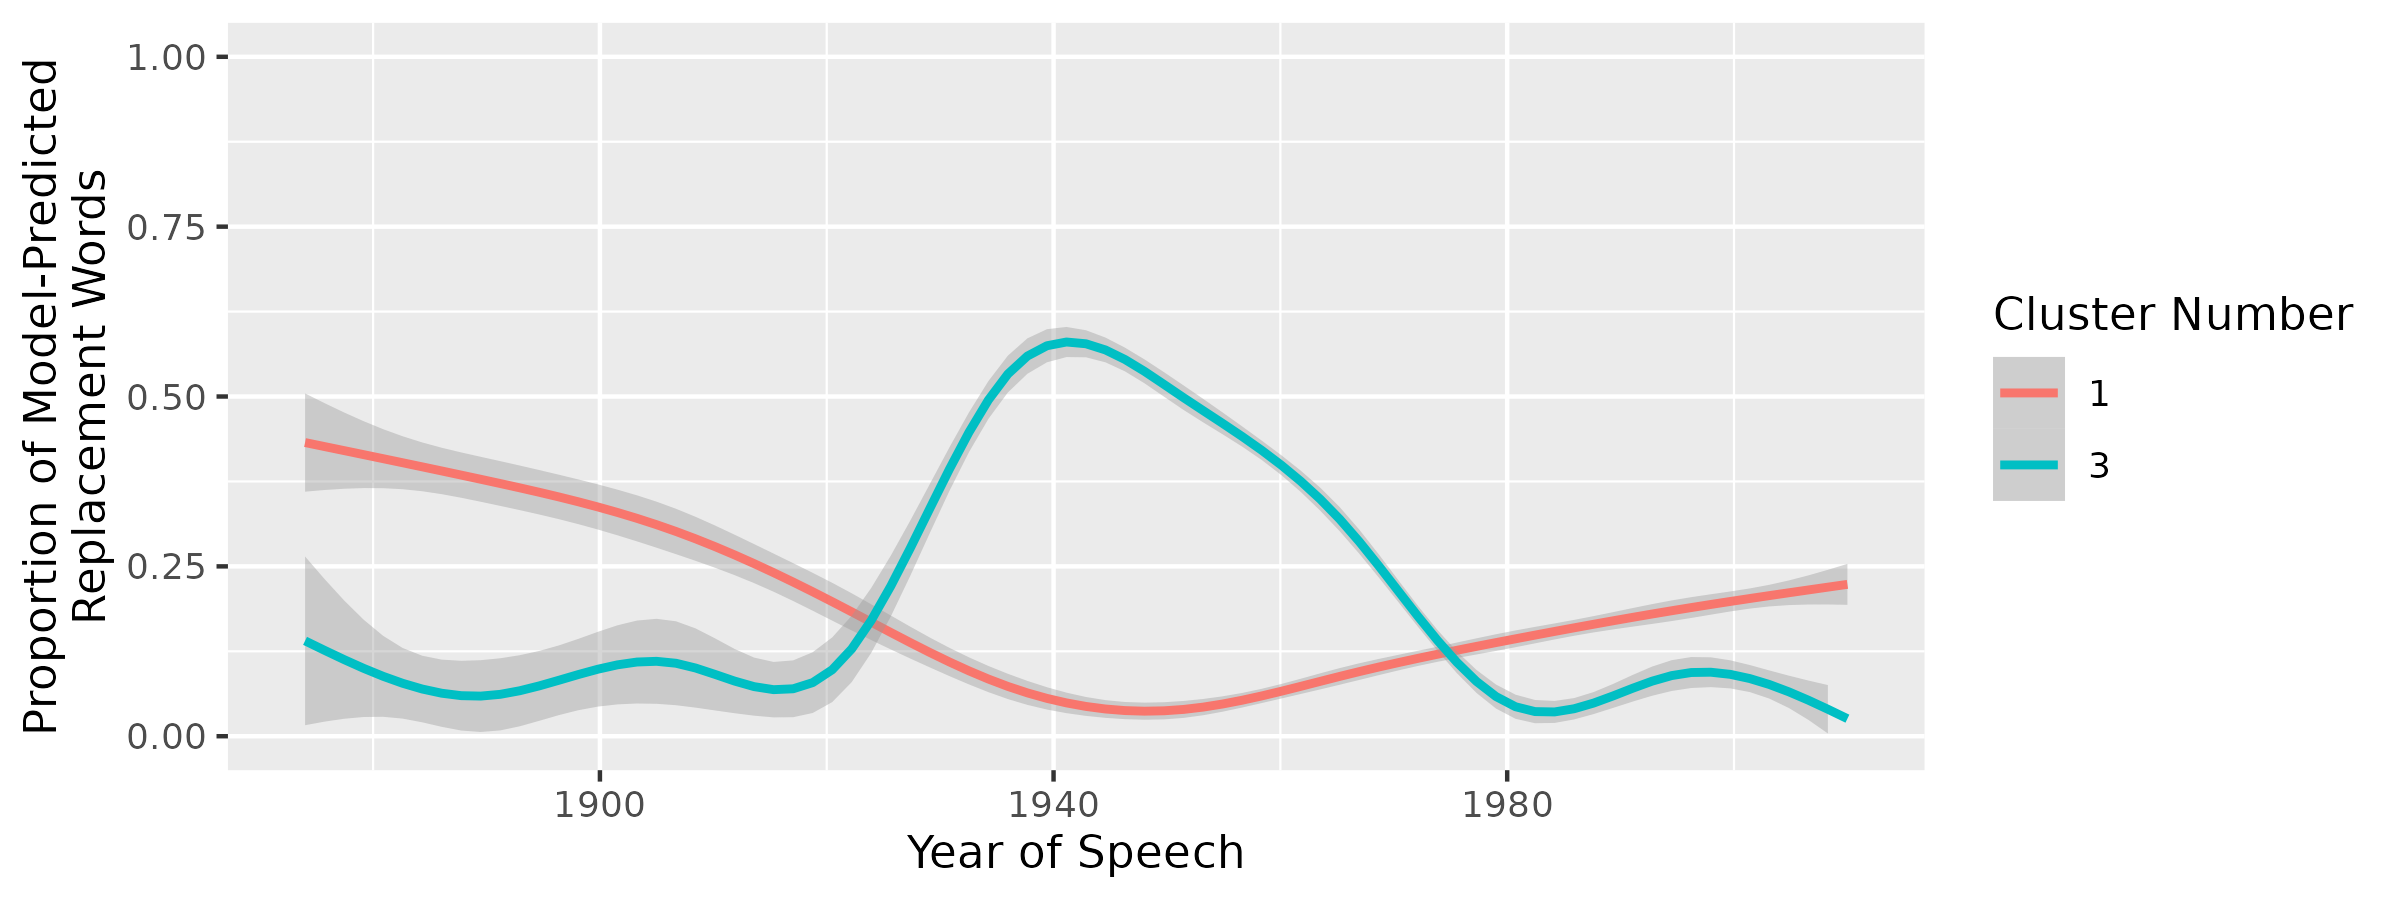 Proportion of Model-Predicted
Replacement Words
1.00
0.75
0.50
0.25
0.00
1900
1940
1980
Year of Speech
Cluster Number
1
3